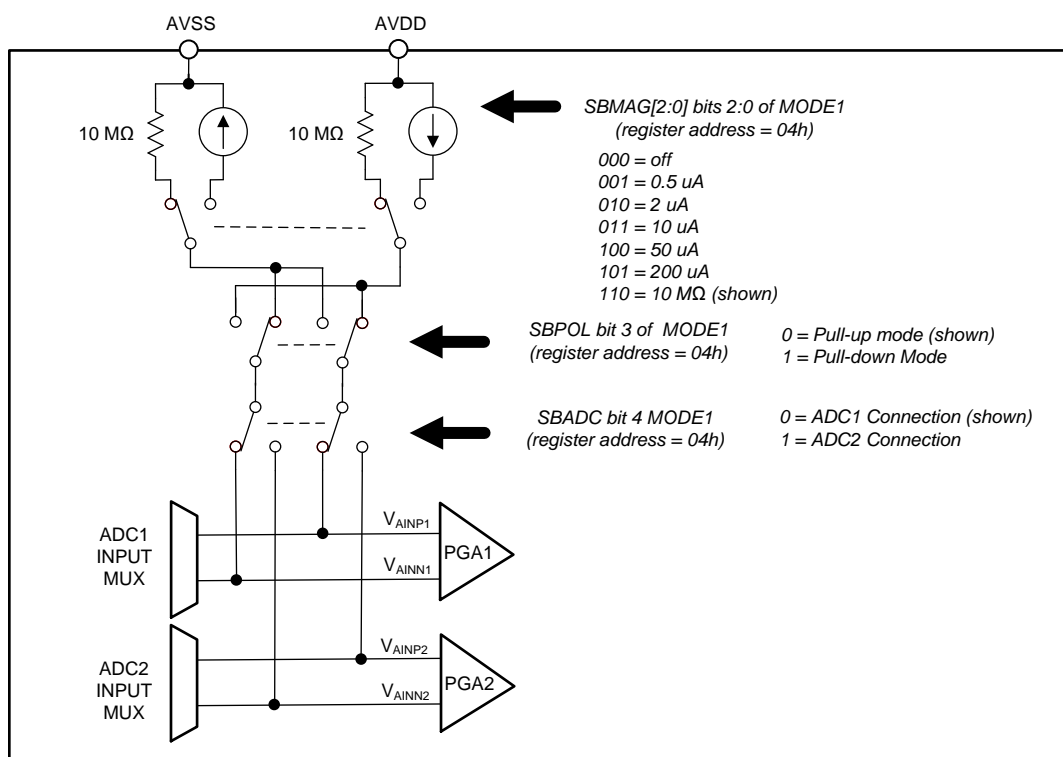 AVSS AVDD
10 MΩ 10 MΩ
SBMAG[2:0] bits 2:0 of MODE1
(register address = 04h)
000 = off
001 = 0.5 uA
010 = 2 uA
011 = 10 uA
100 = 50 uA
101 = 200 uA
110 = 10 MΩ (shown)
SBPOL bit 3 of MODE1
(register address = 04h)
0 = Pull-up mode (shown)
1 = Pull-down Mode
SBADC bit 4 MODE1
(register address = 04h)
0 = ADC1 Connection (shown)
1 = ADC2 Connection
ADC1
INPUT
MUX
VAINP1
VAINN1
PGA1
ADC2
INPUT
MUX
VAINP2
VAINN2
PGA2